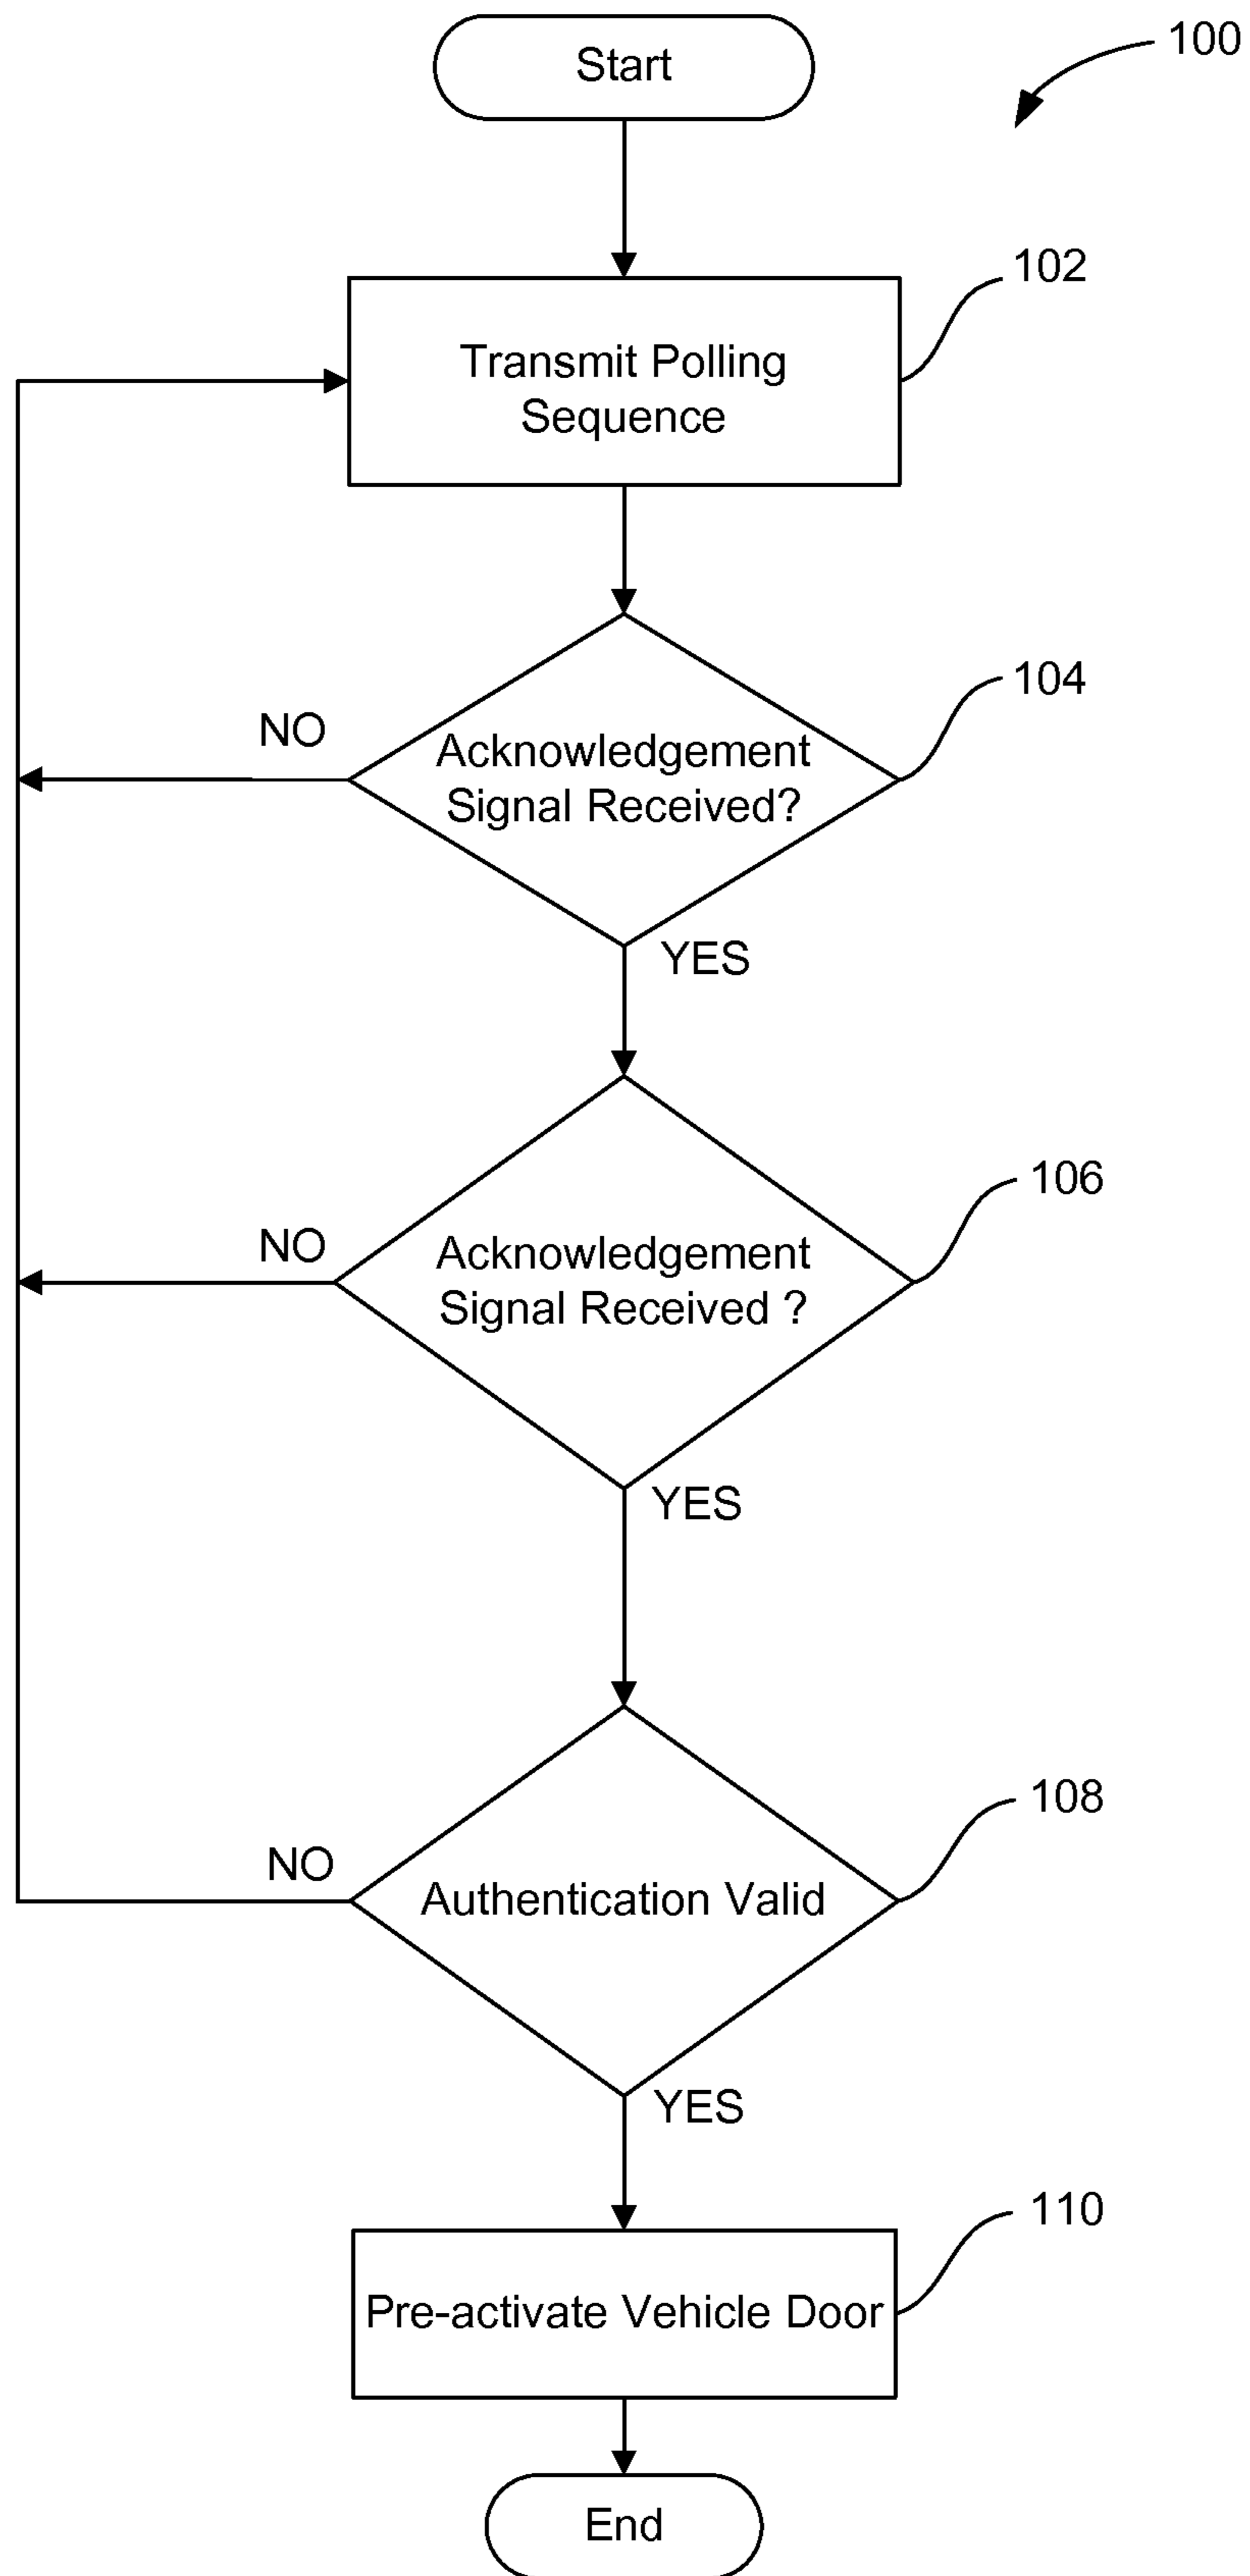 Start
100
102
Transmit Polling
Sequence
104
NO
Acknowledgement
Signal Received?
YES
106
NO
Acknowledgement
Signal Received ?
YES
108
NO
Authentication Valid
YES
110
Pre-activate Vehicle Door
End